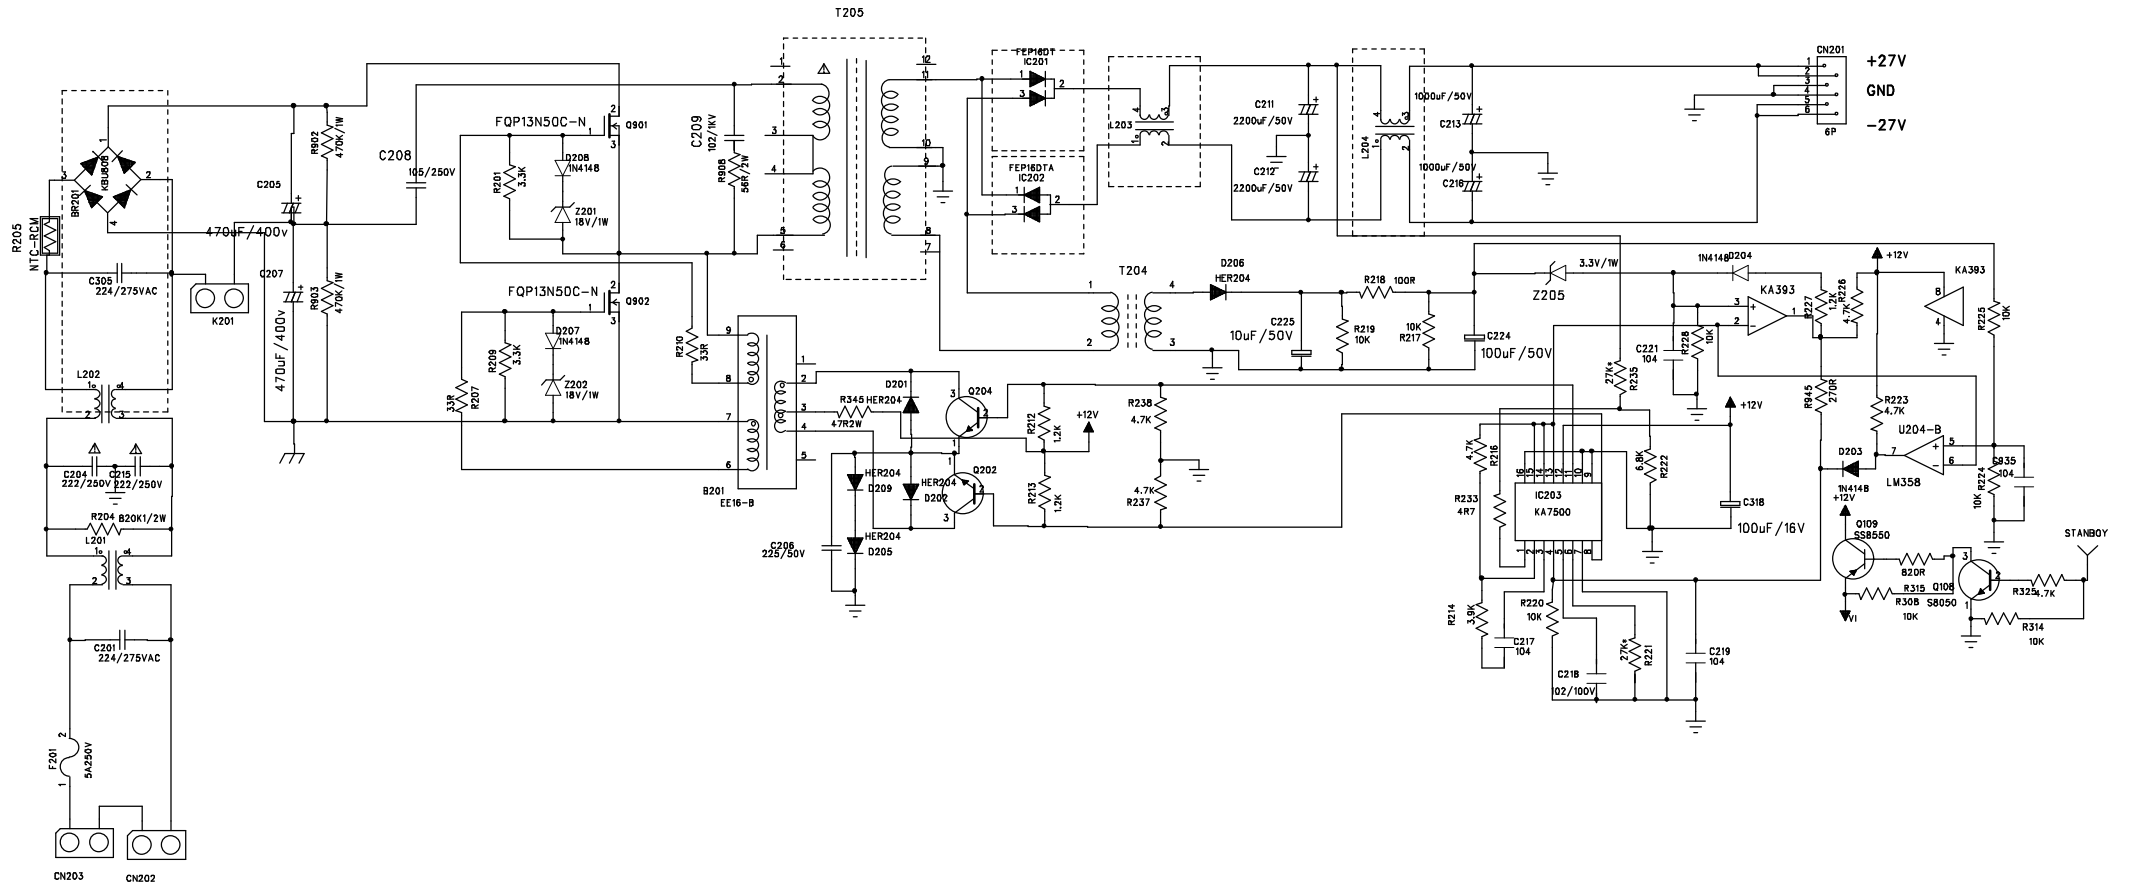 T205
FEP16DT
IC201
CN201
+27V
GND
-27V
6P
FQP13N50C-N
Q901
R902
470K/1W
C208
105/250V
C209
102/1KV
R908
56R/2W
R201
3.3K
D208
1N4148
Z201
18V/1W
FEP16DTA
IC202
L203
C211
2200uF/50V
C212
2200uF/50V
L204
1000uF/50V
C213
1000uF/50V
C216
KBU808
BR201
C205
470uF/400v
R205
NTC-RCM
C305
224/275VAC
C207
470uF/400v
R903
470K/1W
K201
FQP13N50C-N
Q902
D207
1N4148
R209
3.3K
Z202
18V/1W
R207
33R
R210
33R
B201
EE16-B
T204
D206
HER204
R218
100R
C225
10uF/50V
R219
10K
10K
R217
C224
100uF/50V
Z205
3.3V/1W
1N4148
D204
KA393
R227
1.2K
4.7K
R226
+12V
KA393
R225
10K
C221
104
R228
10K
27K*
R235
R945
270R
R223
4.7K
U204-B
LM358
D203
1N4148
+12V
C935
104
R224
10K
L202
C204
222/250V
C215
222/250V
R204
820K1/2W
L201
C201
224/275VAC
F201
5A250V
CN203
CN202
D201
HER204
R345
47R2W
Q204
HER204
D209
HER204
D202
Q202
HER204
D205
C206
225/50V
R212
1.2K
+12V
R213
1.2K
R238
4.7K
4.7K
R237
4.7K
R216
R233
4R7
IC203
KA7500
6.8K
R222
+12V
C318
100uF/16V
R214
3.9K
C217
104
R220
10K
C218
102/100V
27K*
R221
C219
104
Q109
SS8550
820R
R315
R308
10K
VI
Q108
S8050
R325
4.7K
R314
10K
STANBOY